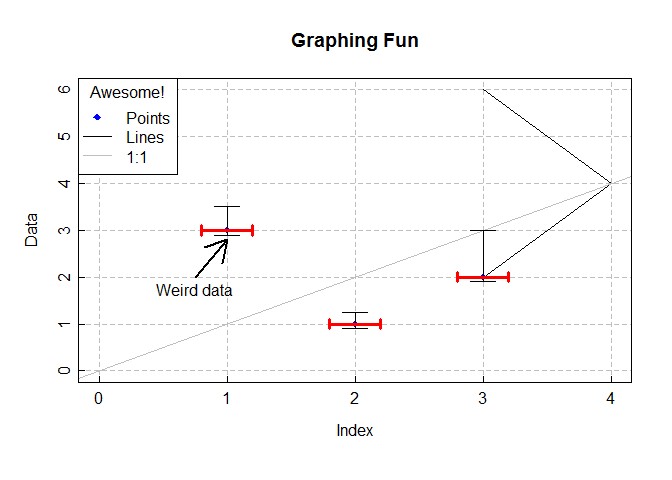 Graphing Fun
Awesome!
Points
Lines
1:1
Weird data
Data
0 1 2 3 4 5 6
0 1 2 3 4
Index